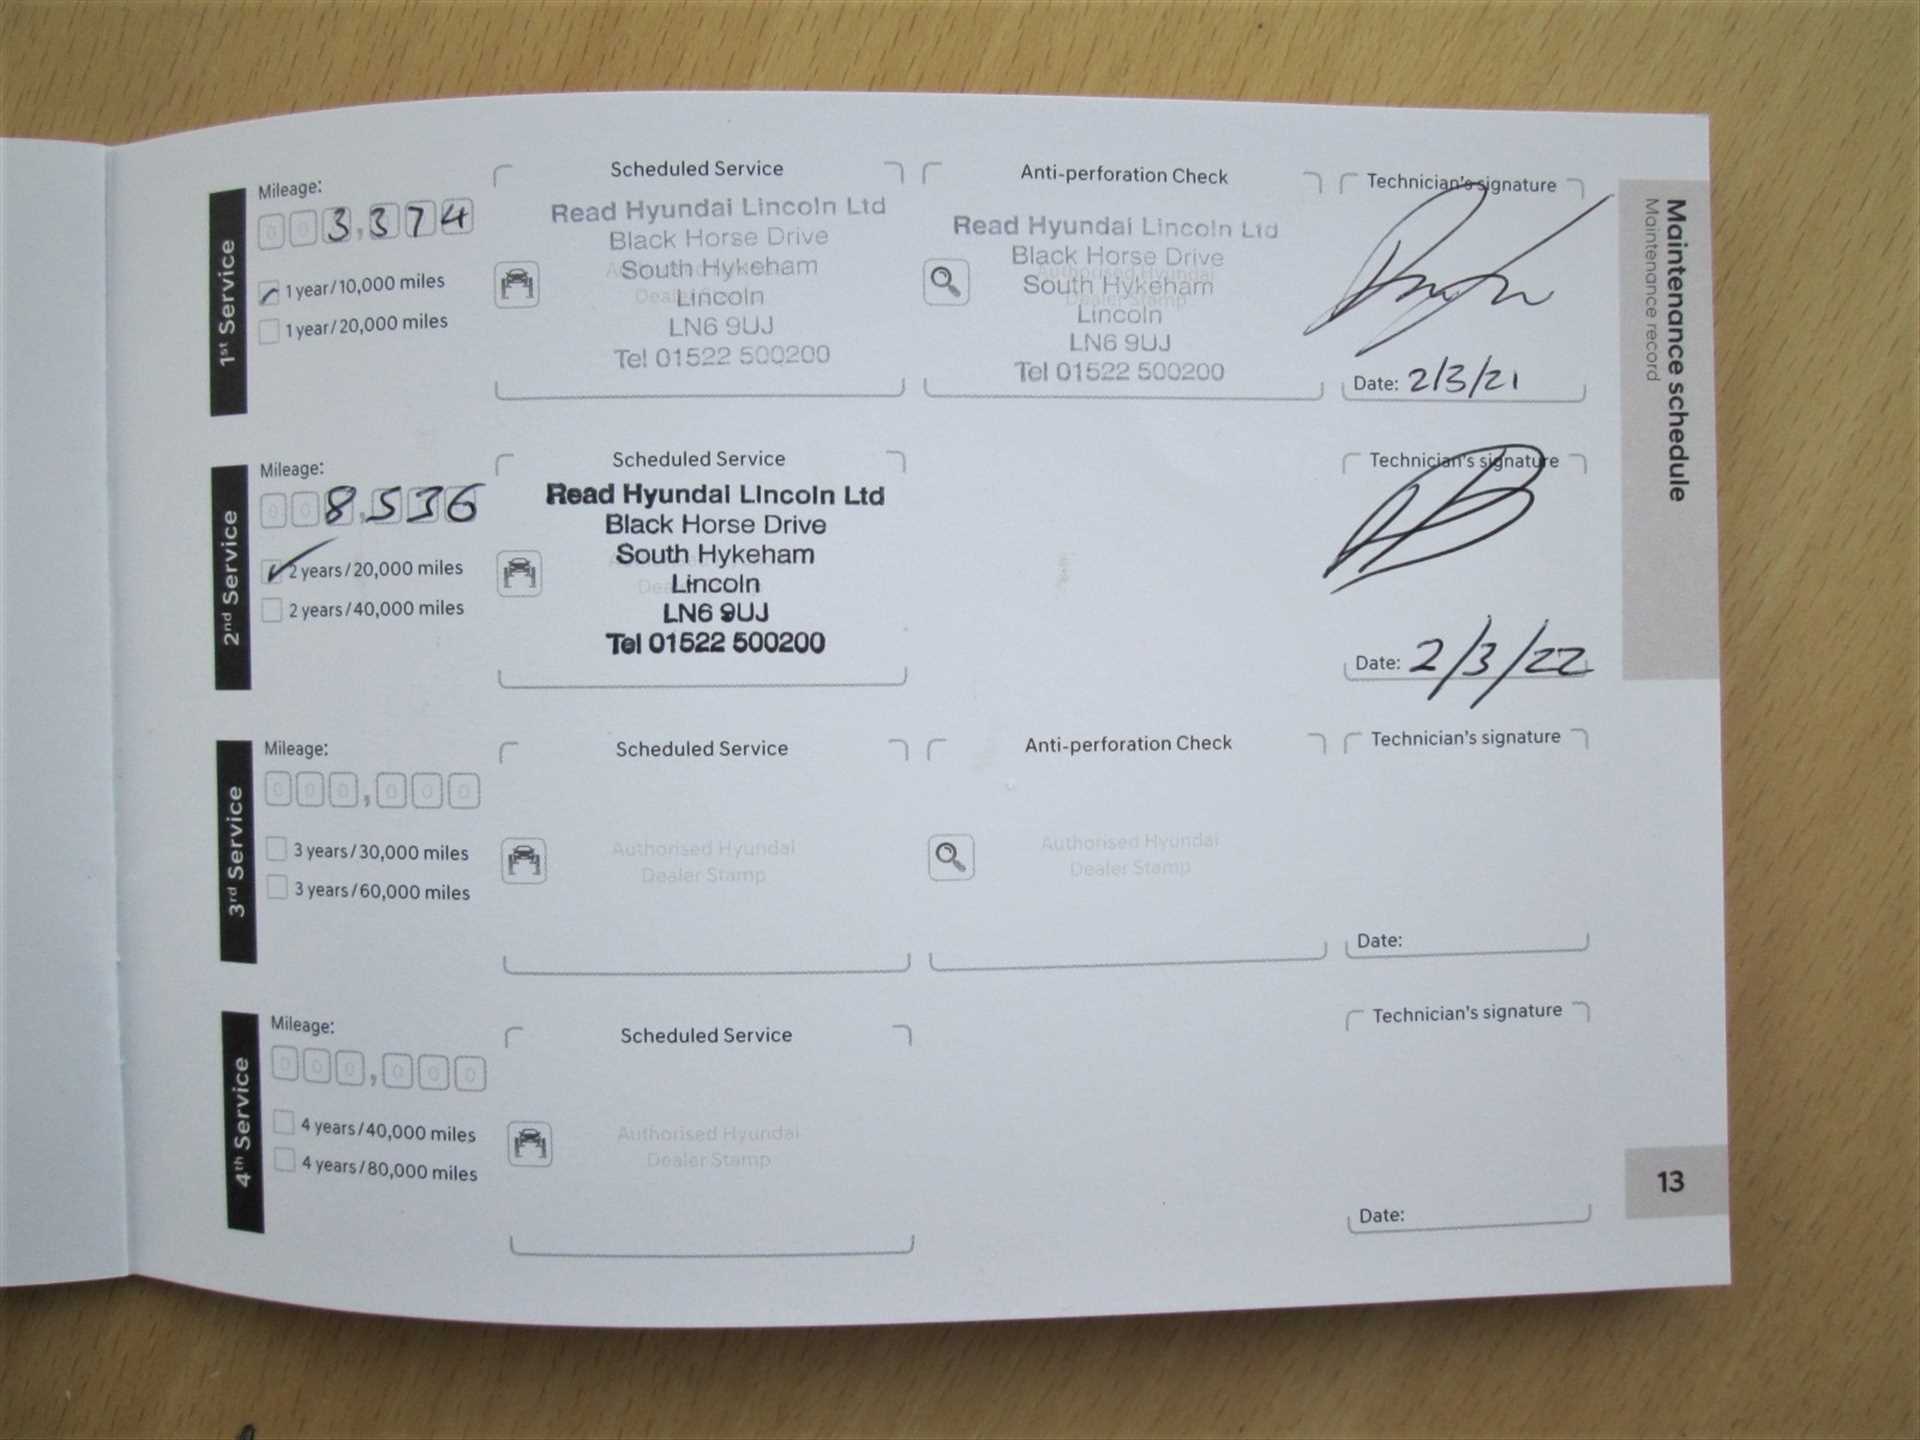 Maintenance schedule
Maintenance record
1st Service
Mileage:
003,374
1 year/10,000 miles
1 year/20,000 miles
Scheduled Service
Read Hyundai Lincoln Ltd
Black Horse Drive
South Hykeham
Lincoln
LN6 9UJ
Tel 01522 500200
Anti-perforation Check
Authorised Hyundai
Dealer Stamp
Read Hyundai Lincoln Ltd
Black Horse Drive
South Hykeham
Lincoln
LN6 9UJ
Tel 01522 500200
Technician's signature
Date: 2/3/21
2nd Service
Mileage:
008,536
2 years/20,000 miles
2 years/40,000 miles
Scheduled Service
Read Hyundai Lincoln Ltd
Black Horse Drive
South Hykeham
Lincoln
LN6 9UJ
Tel 01522 500200
Technician's signature
Date: 2/3/22
3rd Service
Mileage:
000,000
3 years/30,000 miles
3 years/60,000 miles
Scheduled Service
Authorised Hyundai
Dealer Stamp
Anti-perforation Check
Authorised Hyundai
Dealer Stamp
Technician's signature
Date:
4th Service
Mileage:
000,000
4 years/40,000 miles
4 years/80,000 miles
Scheduled Service
Authorised Hyundai
Dealer Stamp
Technician's signature
Date:
13